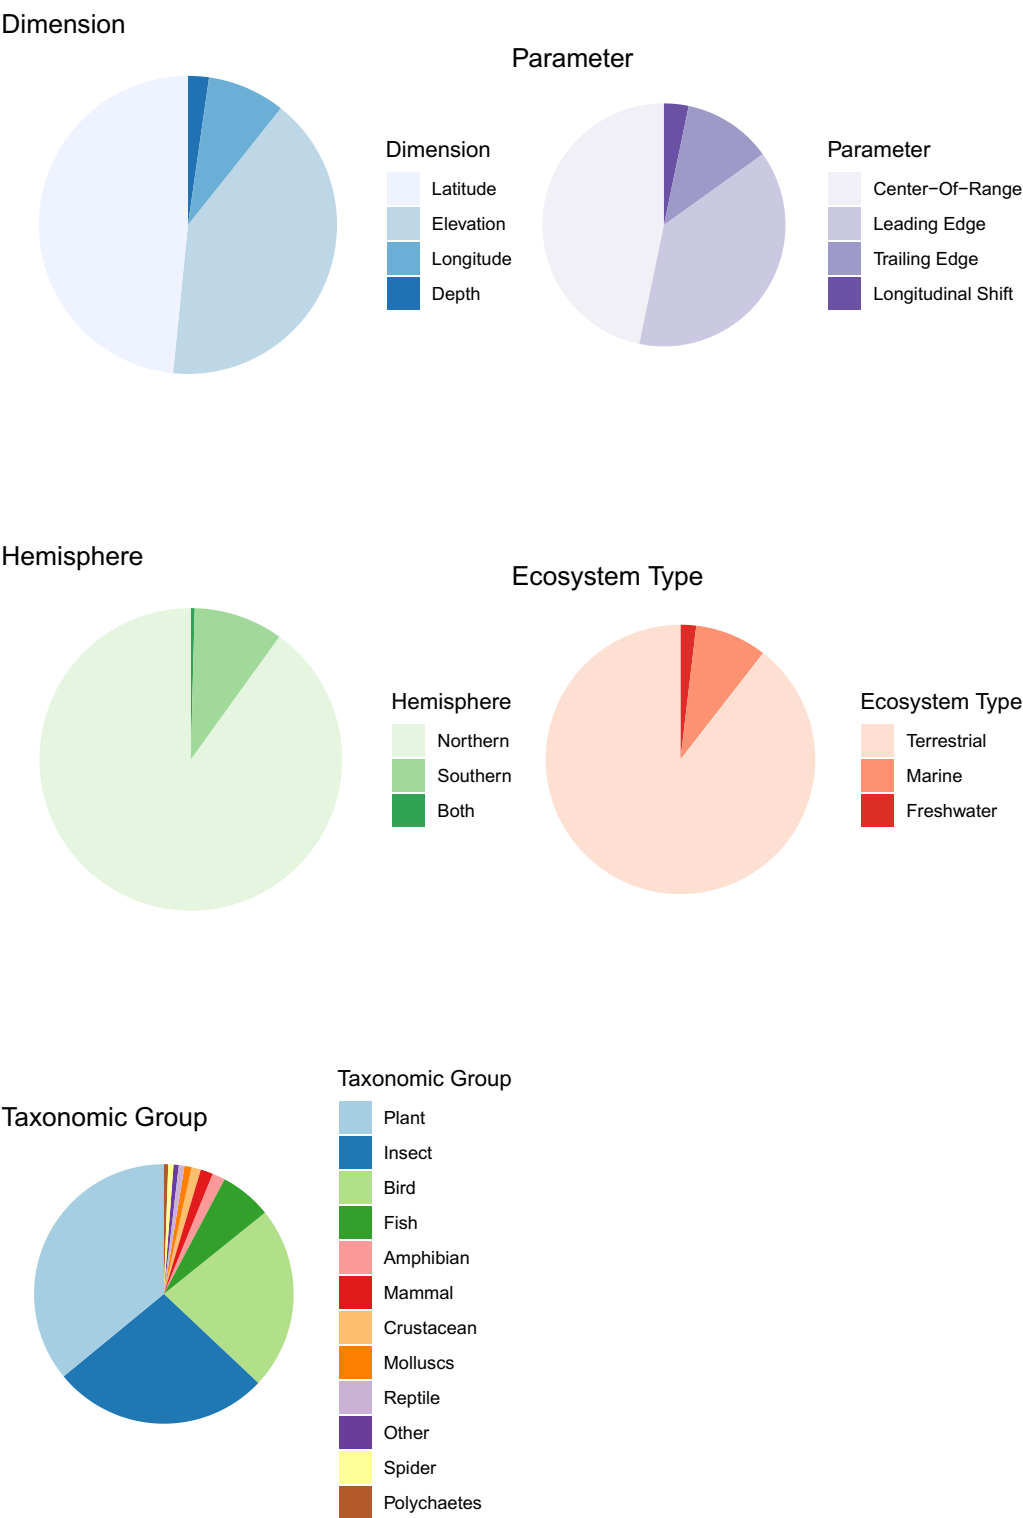 Dimension
Dimension
Latitude
Elevation
Longitude
Depth
Parameter
Parameter
Center−Of−Range
Leading Edge
Trailing Edge
Longitudinal Shift
Hemisphere
Hemisphere
Northern
Southern
Both
Ecosystem Type
Ecosystem Type
Terrestrial
Marine
Freshwater
Taxonomic Group
Taxonomic Group
Plant
Insect
Bird
Fish
Amphibian
Mammal
Crustacean
Molluscs
Reptile
Other
Spider
Polychaetes